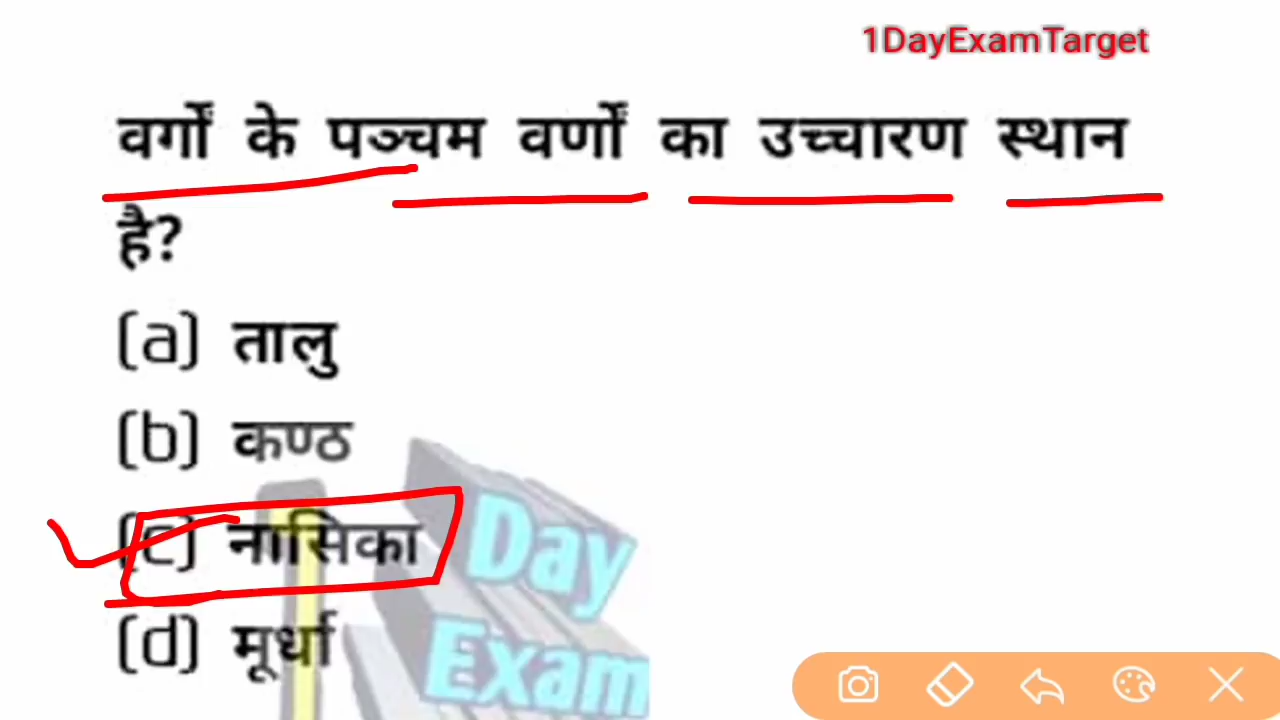 1DayExamTarget
वर्गों के पञ्चम वर्णों का उच्चारण स्थान
है?
(a) तालु
(b) कण्ठ
(c) नासिका
(d) मूर्धा
Day
Exam